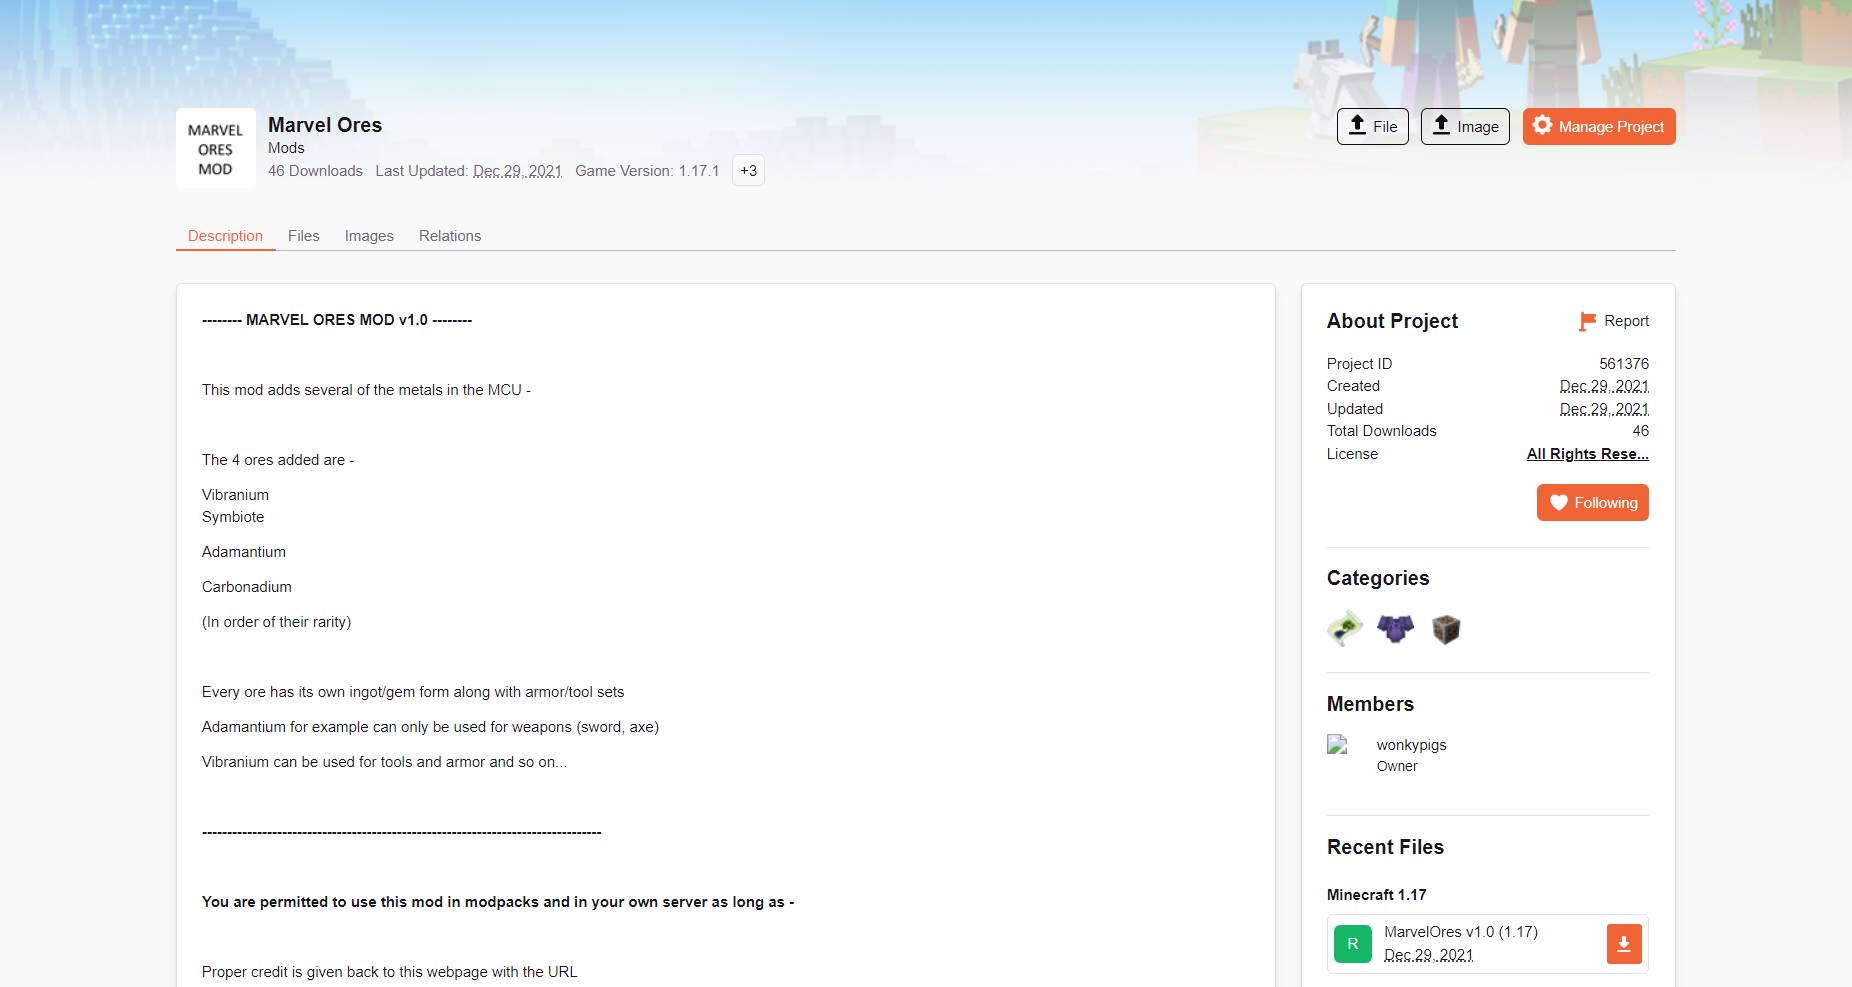 MARVEL
ORES
MOD
Marvel Ores
Mods
46 Downloads Last Updated: Dec 29, 2021 Game Version: 1.17.1 +3
File
Image
Manage Project
Description Files Images Relations
-------- MARVEL ORES MOD v1.0 --------
This mod adds several of the metals in the MCU -
The 4 ores added are -
Vibranium
Symbiote
Adamantium
Carbonadium
(In order of their rarity)
Every ore has its own ingot/gem form along with armor/tool sets
Adamantium for example can only be used for weapons (sword, axe)
Vibranium can be used for tools and armor and so on...
--------------------------------------------------------------------------------
You are permitted to use this mod in modpacks and in your own server as long as -
Proper credit is given back to this webpage with the URL
About Project
Report
Project ID 561376
Created Dec 29, 2021
Updated Dec 29, 2021
Total Downloads 46
License All Rights Rese...
Following
Categories
Members
wonkypigs
Owner
Recent Files
Minecraft 1.17
R
MarvelOres v1.0 (1.17)
Dec 29, 2021